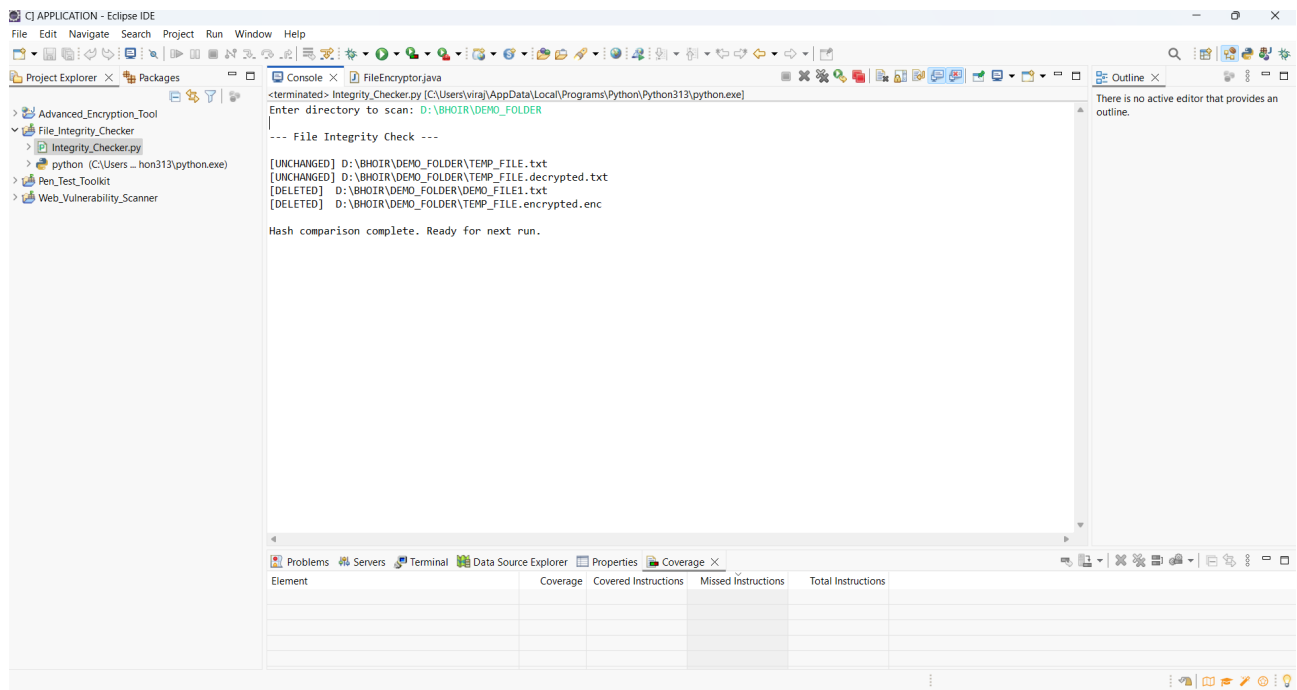 CJ APPLICATION - Eclipse IDE
File Edit Navigate Search Project Run Window Help
Project Explorer Packages
Advanced_Encryption_Tool
File_Integrity_Checker
Integrity_Checker.py
python (C:\Users ... hon313\python.exe)
Pen_Test_Toolkit
Web_Vulnerability_Scanner
Console FileEncryptor.java
<terminated> Integrity_Checker.py [C:\Users\viraj\AppData\Local\Programs\Python\Python313\python.exe]
Enter directory to scan: D:\BHOIR\DEMO_FOLDER
--- File Integrity Check ---
[UNCHANGED] D:\BHOIR\DEMO_FOLDER\TEMP_FILE.txt
[UNCHANGED] D:\BHOIR\DEMO_FOLDER\TEMP_FILE.decrypted.txt
[DELETED] D:\BHOIR\DEMO_FOLDER\DEMO_FILE1.txt
[DELETED] D:\BHOIR\DEMO_FOLDER\TEMP_FILE.encrypted.enc
Hash comparison complete. Ready for next run.
Outline
There is no active editor that provides an
outline.
Problems Servers Terminal Data Source Explorer Properties Coverage
Element Coverage Covered Instructions Missed Instructions Total Instructions